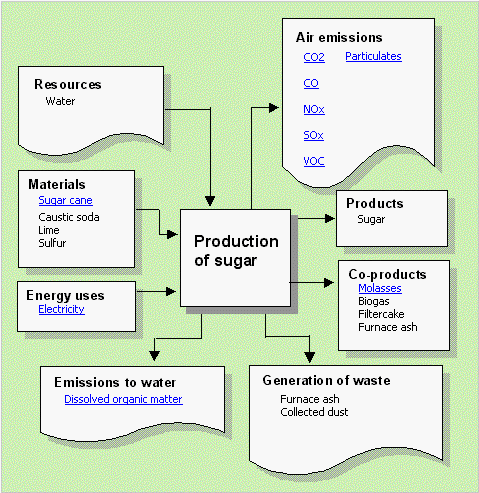 Air emissions
CO2 Particulates
CO
NOx
SOx
VOC
Resources
Water
Materials
Sugar cane
Caustic soda
Lime
Sulfur
Production
of sugar
Products
Sugar
Co-products
Molasses
Biogas
Filtercake
Furnace ash
Energy uses
Electricity
Emissions to water
Dissolved organic matter
Generation of waste
Furnace ash
Collected dust